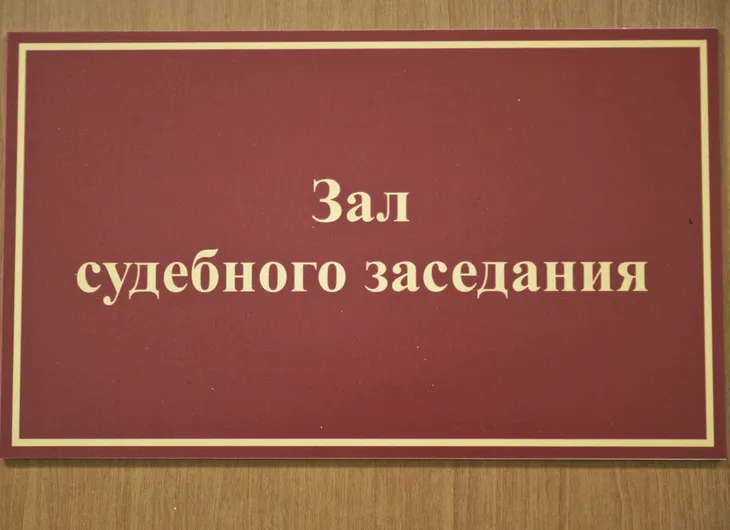 Зал
судебного заседания